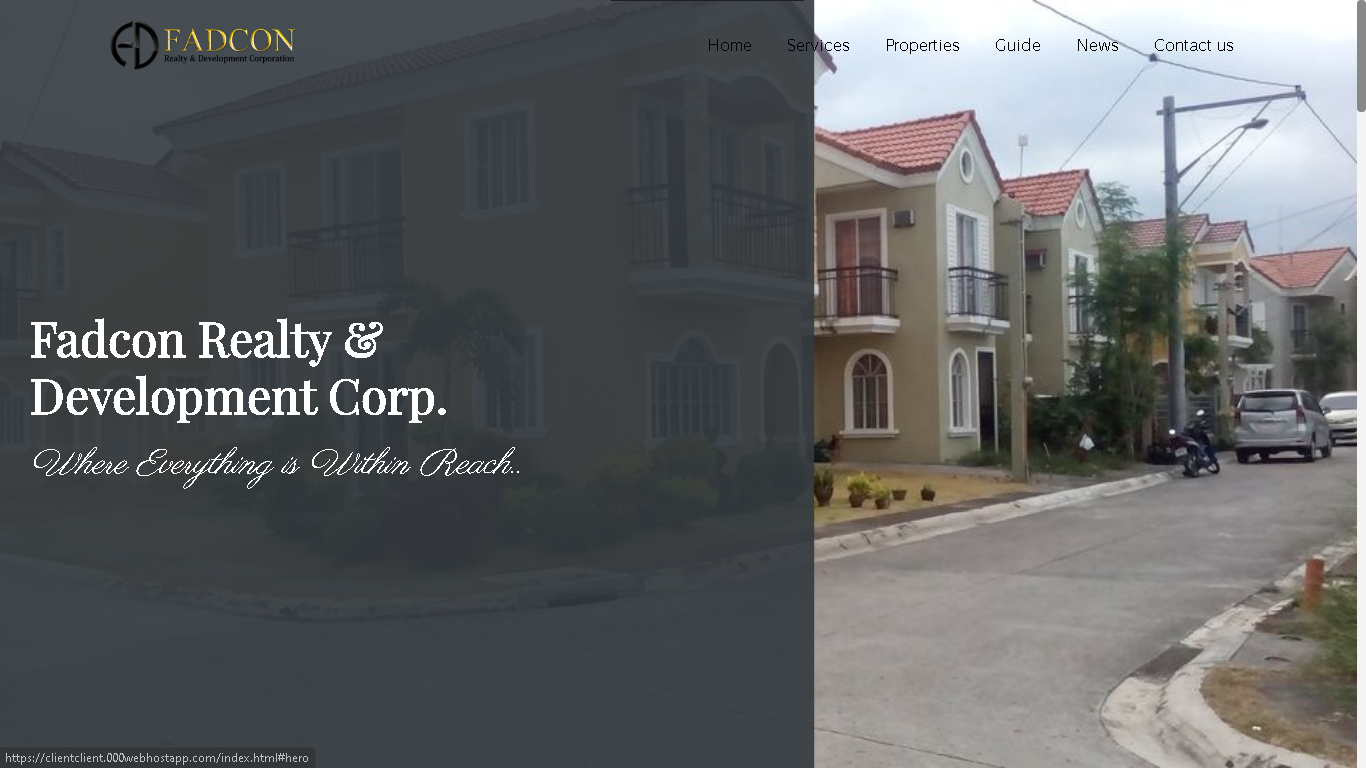 FADCON
Realty & Development Corporation
Home Services Properties Guide News Contact us
Fadcon Realty &
Development Corp.
Where Everything is Within Reach..
https://clientclient.000webhostapp.com/index.html#hero